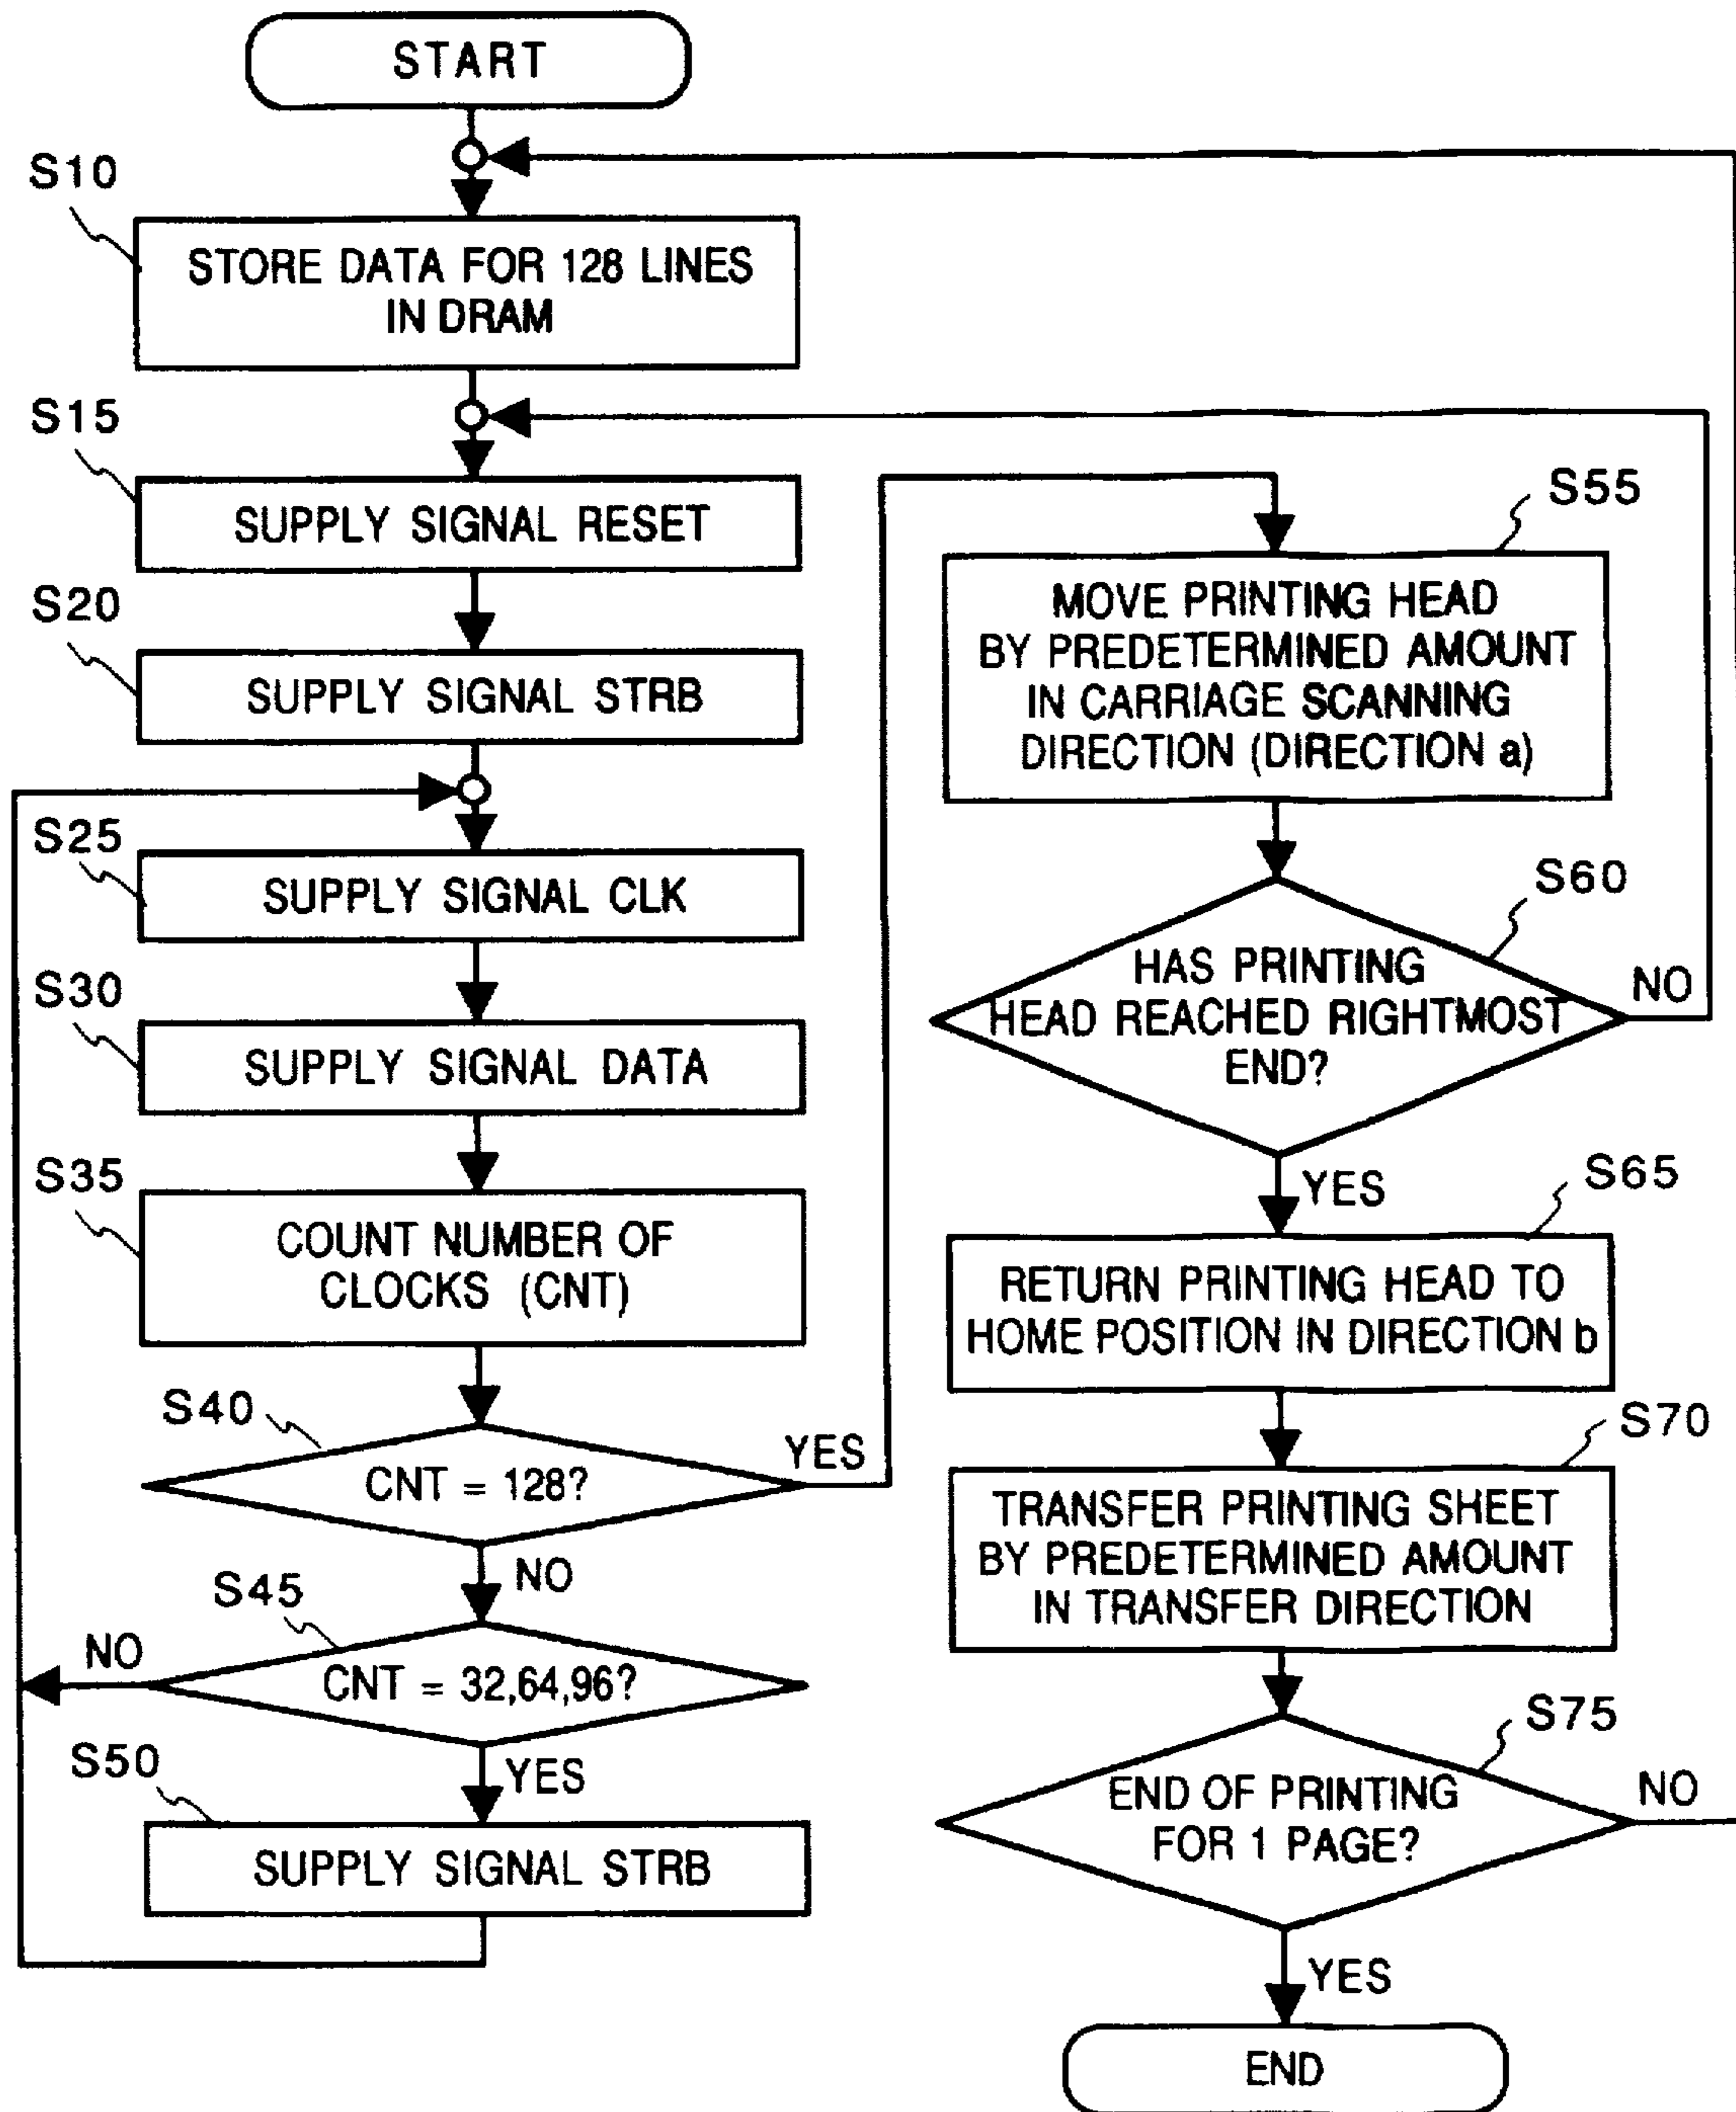 START
S10
STORE DATA FOR 128 LINES
IN DRAM
S15
SUPPLY SIGNAL RESET
S20
SUPPLY SIGNAL STRB
S25
SUPPLY SIGNAL CLK
S30
SUPPLY SIGNAL DATA
S35
COUNT NUMBER OF
CLOCKS (CNT)
S40
CNT = 128?
YES
NO
S45
CNT = 32,64,96?
NO
YES
S50
SUPPLY SIGNAL STRB
S55
MOVE PRINTING HEAD
BY PREDETERMINED AMOUNT
IN CARRIAGE SCANNING
DIRECTION (DIRECTION a)
S60
HAS PRINTING
HEAD REACHED RIGHTMOST
END?
NO
YES
S65
RETURN PRINTING HEAD TO
HOME POSITION IN DIRECTION b
S70
TRANSFER PRINTING SHEET
BY PREDETERMINED AMOUNT
IN TRANSFER DIRECTION
S75
END OF PRINTING
FOR 1 PAGE?
NO
YES
END